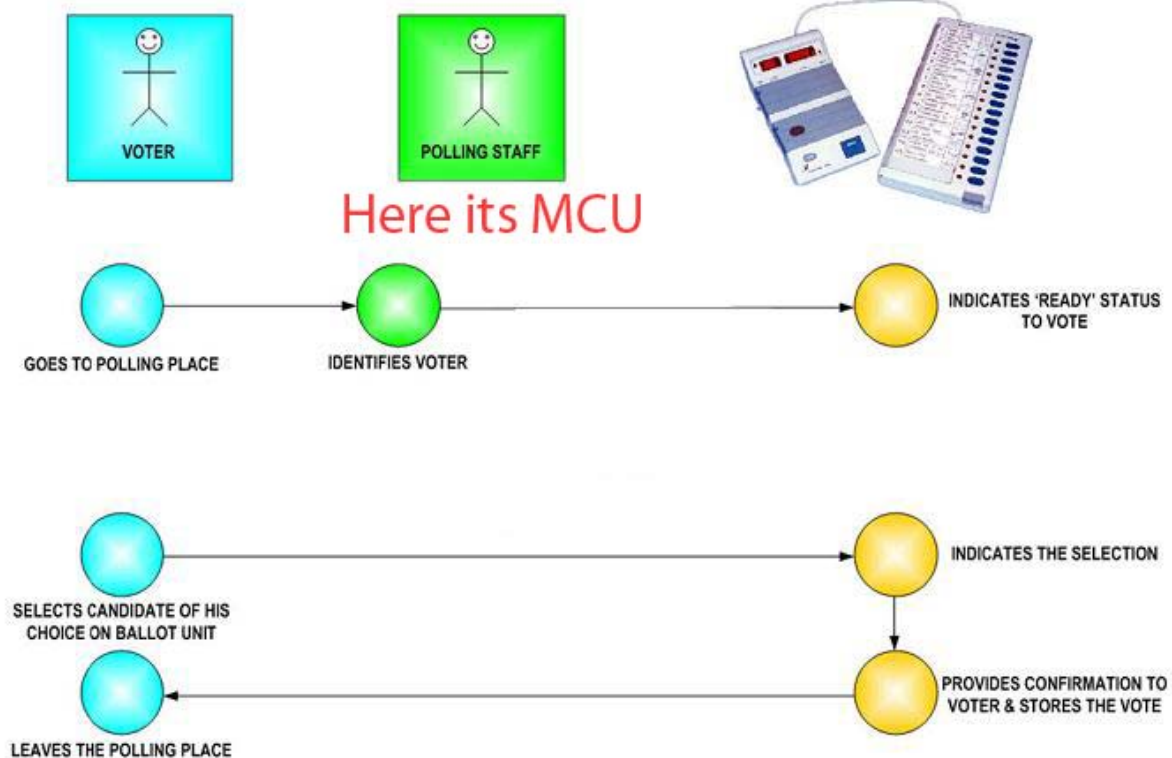 VOTER
POLLING STAFF
Here its MCU
INDICATES ‘READY’ STATUS
TO VOTE
GOES TO POLLING PLACE
IDENTIFIES VOTER
INDICATES THE SELECTION
SELECTS CANDIDATE OF HIS
CHOICE ON BALLOT UNIT
PROVIDES CONFIRMATION TO
VOTER & STORES THE VOTE
LEAVES THE POLLING PLACE